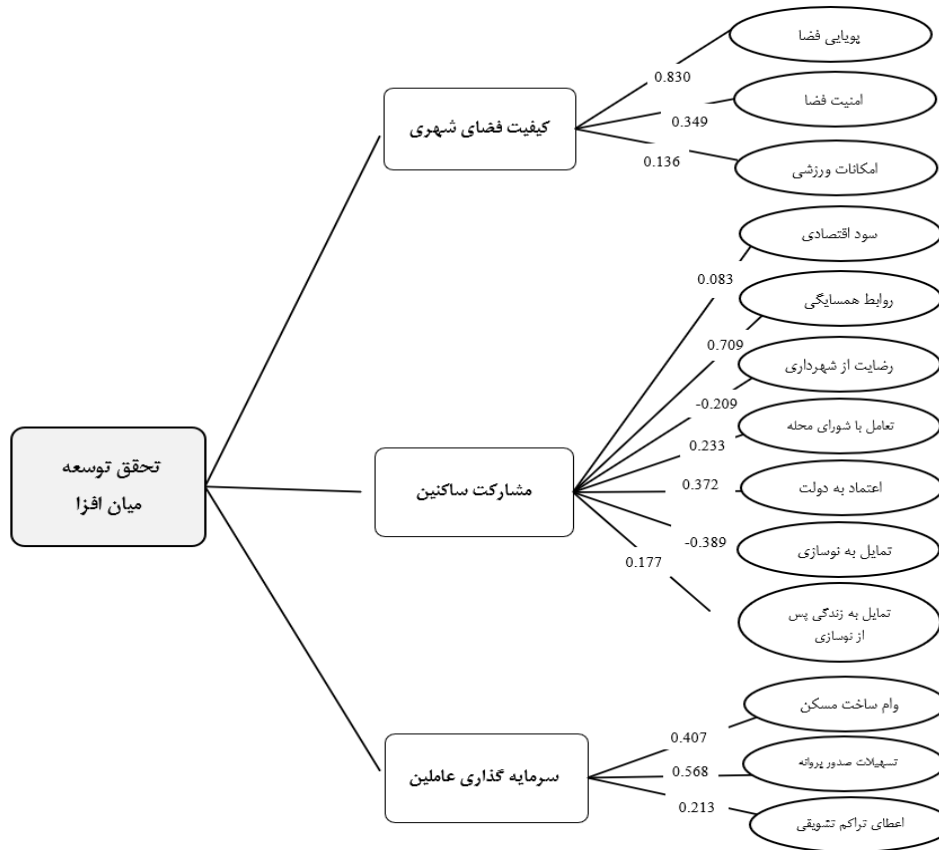 پویایی فضا
0.830
امنیت فضا
کیفیت فضای شهری
0.349
0.136
امکانات ورزشی
سود اقتصادی
0.083
روابط همسایگی
0.709
رضایت از شهرداری
-0.209
تعامل با شورای محله
0.233
تحقق توسعه
میان افزا
مشارکت ساکنین
0.372
اعتماد به دولت
-0.389
تمایل به نوسازی
0.177
تمایل به زندگی پس
از نوسازی
وام ساخت مسکن
0.407
تسهیلات صدور پروانه
سرمایه گذاری عاملین
0.568
0.213
اعطای تراکم تشویقی